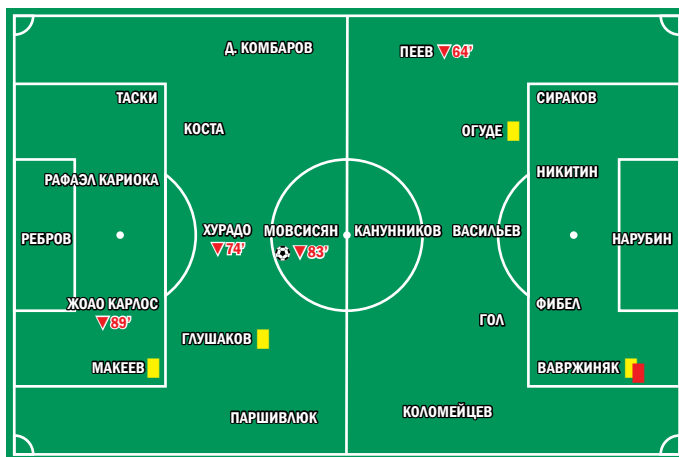 Д. КОМБАРОВ
ПЕЕВ 64'
ТАСКИ
СИРАКОВ
КОСТА
ОГУДЕ
РАФАЭЛ КАРИОКА
НИКИТИН
РЕБРОВ
ХУРАДО
74'
МОВСИСЯН
83'
КАНУННИКОВ
ВАСИЛЬЕВ
НАРУБИН
ЖОАО КАРЛОС
89'
ФИБЕЛ
ГОЛ
ГЛУШАКОВ
МАКЕЕВ
ВАВРЖИНЯК
ПАРШИВЛЮК
КОЛОМЕЙЦЕВ